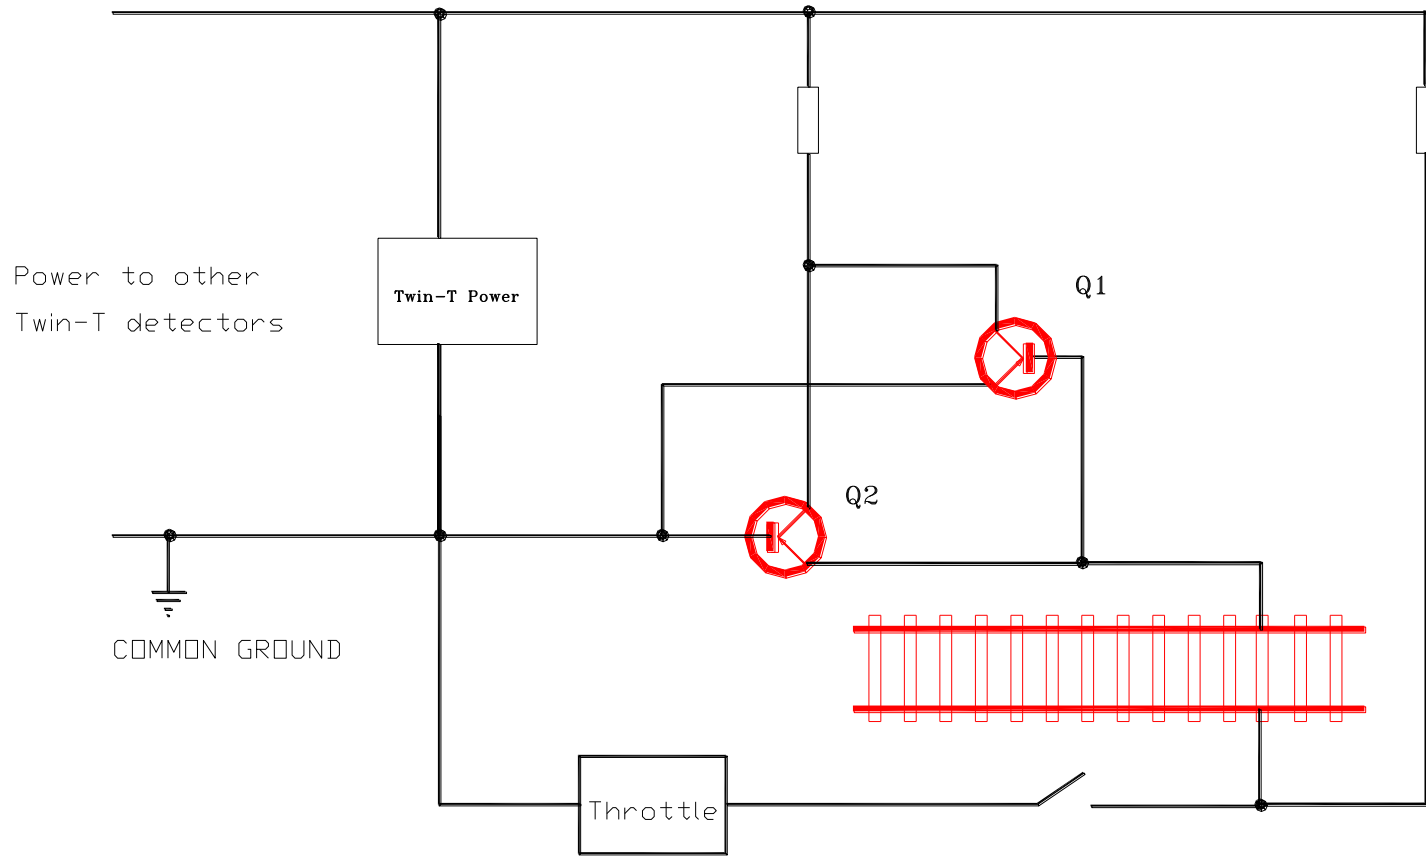 Power to other
Twin-T detectors
Twin-T Power
Q1
Q2
COMMON GROUND
Throttle